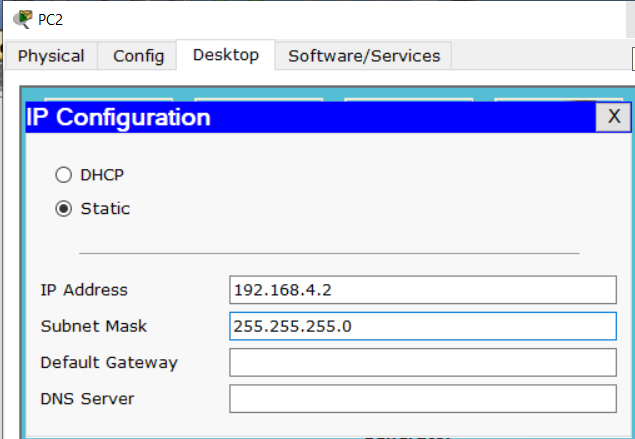 PC2
Physical Config Desktop Software/Services
IP Configuration X
DHCP
Static
IP Address 192.168.4.2
Subnet Mask 255.255.255.0
Default Gateway
DNS Server